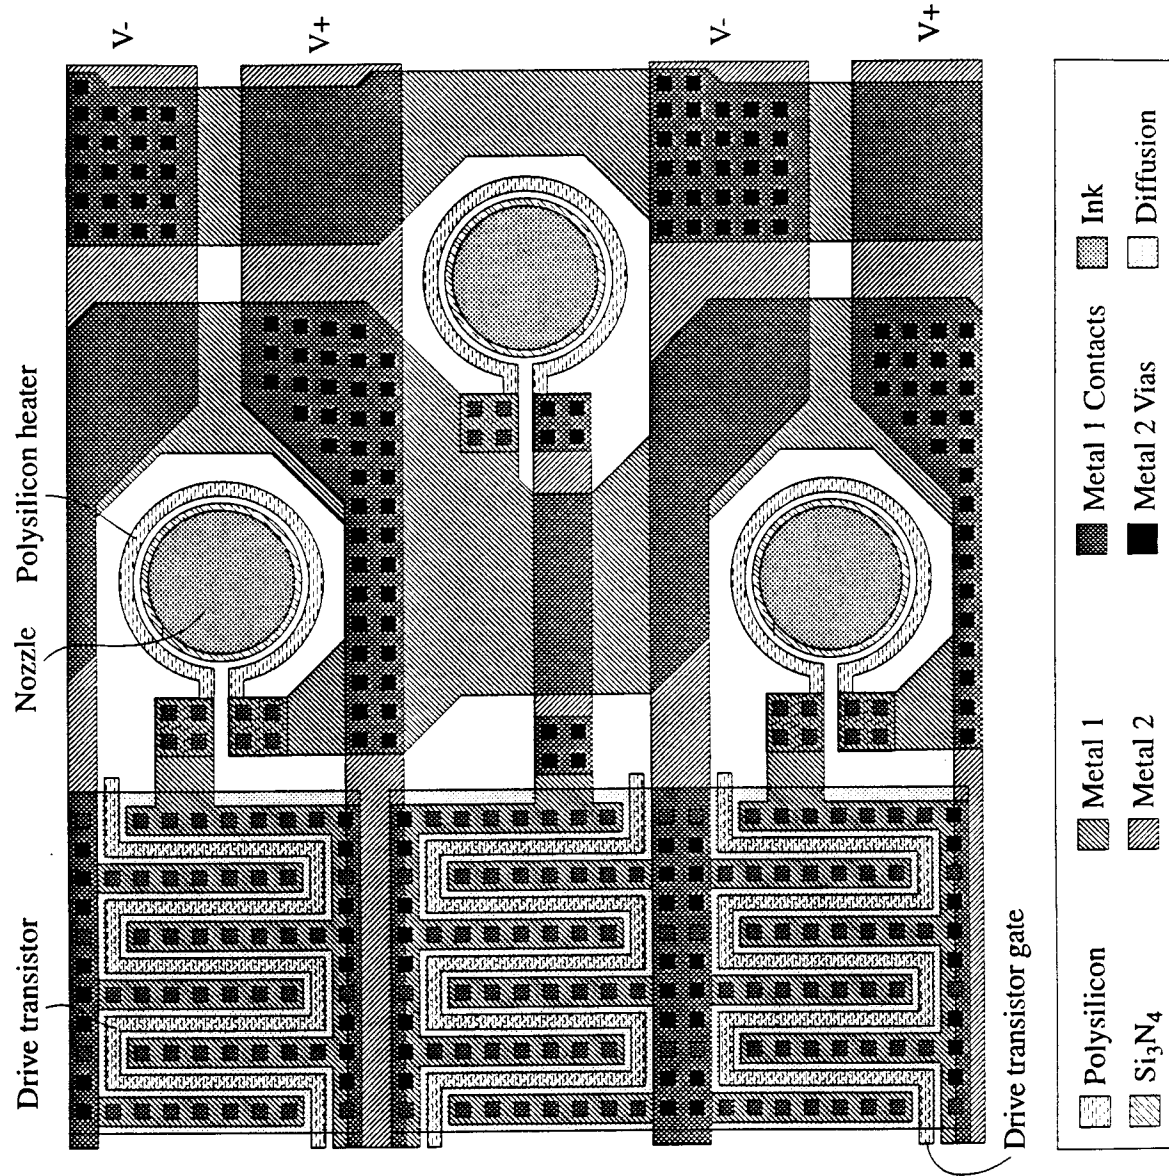 V-
V+
V-
V+
Nozzle
Polysilicon heater
Drive transistor
Drive transistor gate
Polysilicon
Metal 1
Metal 1 Contacts
Ink
Si₃N₄
Metal 2
Metal 2 Vias
Diffusion